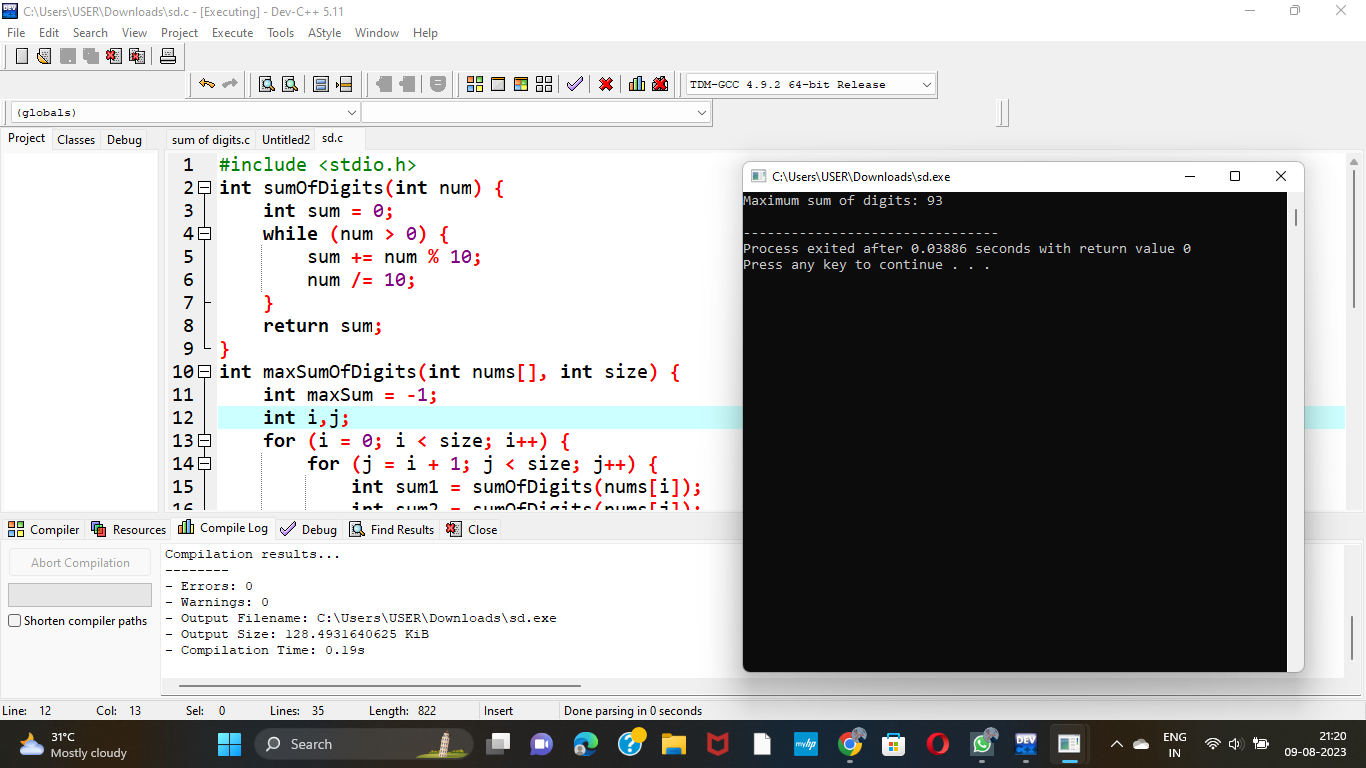 C:\Users\USER\Downloads\sd.c - [Executing] - Dev-C++ 5.11
File Edit Search View Project Execute Tools AStyle Window Help
TDM-GCC 4.9.2 64-bit Release
(globals)
Project Classes Debug
sum of digits.c Untitled2 sd.c
1 #include <stdio.h>
2 int sumOfDigits(int num) {
3 int sum = 0;
4 while (num > 0) {
5 sum += num % 10;
6 num /= 10;
7 }
8 return sum;
9 }
10 int maxSumOfDigits(int nums[], int size) {
11 int maxSum = -1;
12 int i,j;
13 for (i = 0; i < size; i++) {
14 for (j = i + 1; j < size; j++) {
15 int sum1 = sumOfDigits(nums[i]);
16 int sum2 = sumOfDigits(nums[j]);
C:\Users\USER\Downloads\sd.exe
Maximum sum of digits: 93
--------------------------------
Process exited after 0.03886 seconds with return value 0
Press any key to continue . . .
Compiler Resources Compile Log Debug Find Results Close
Abort Compilation
Shorten compiler paths
Compilation results...
--------
- Errors: 0
- Warnings: 0
- Output Filename: C:\Users\USER\Downloads\sd.exe
- Output Size: 128.4931640625 KiB
- Compilation Time: 0.19s
Line: 12 Col: 13 Sel: 0 Lines: 35 Length: 822 Insert Done parsing in 0 seconds
31°C
Mostly cloudy
Search
myhp
DEV
ENG
IN
21:20
09-08-2023